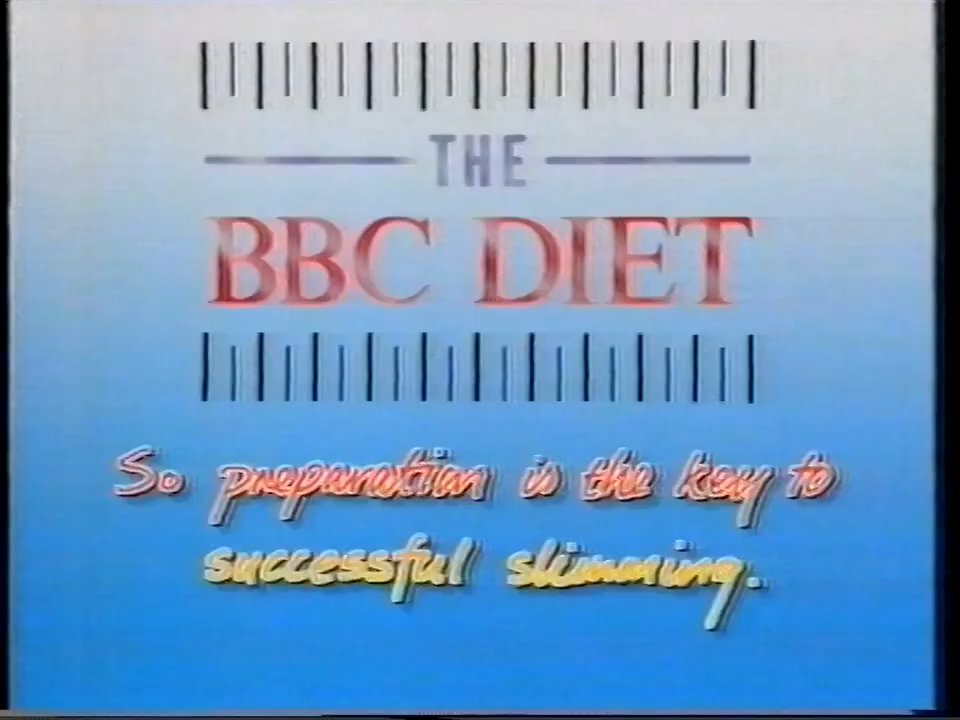 THE
BBC DIET
So preparation is the key to
successful slimming.